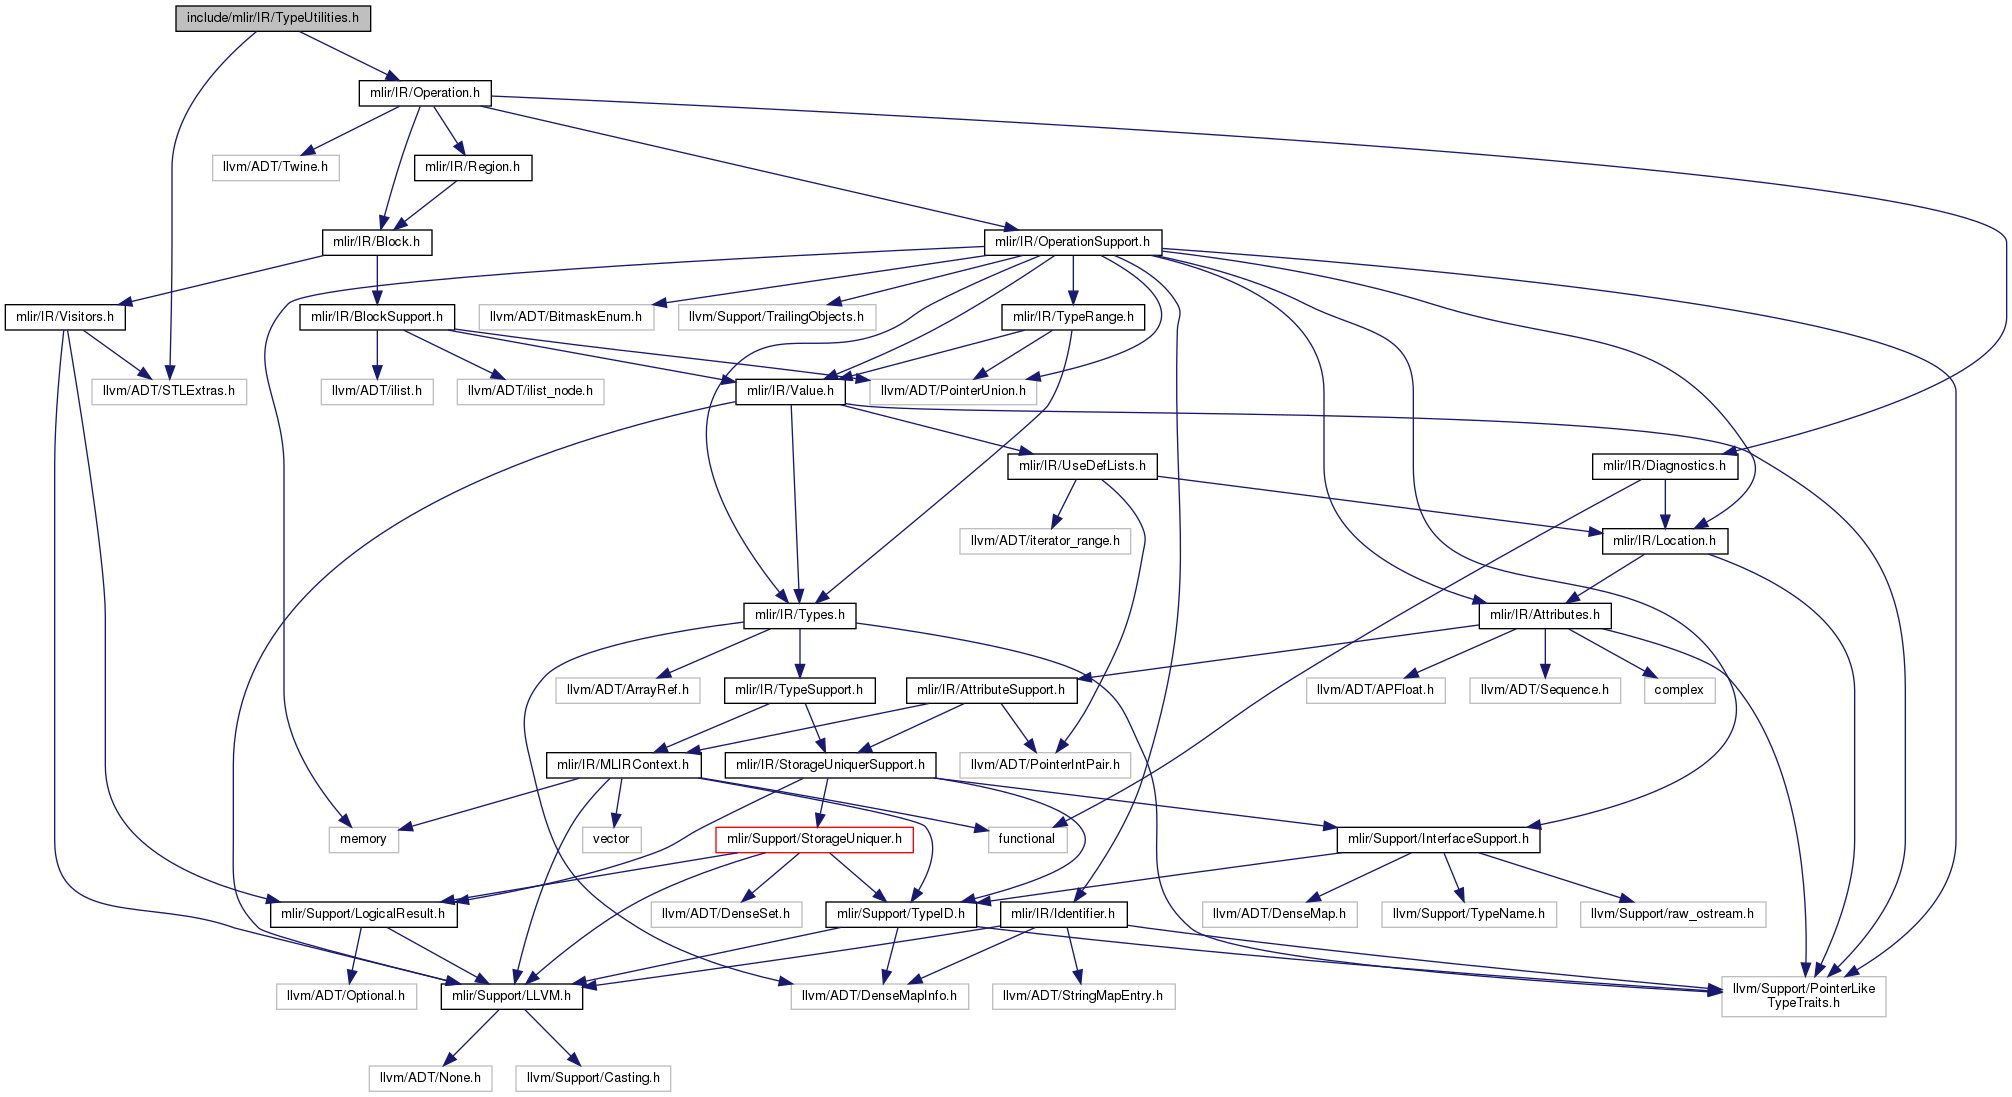 include/mlir/IR/TypeUtilities.h
mlir/IR/Operation.h
llvm/ADT/Twine.h
mlir/IR/Region.h
mlir/IR/Block.h
mlir/IR/OperationSupport.h
mlir/IR/Visitors.h
mlir/IR/BlockSupport.h
llvm/ADT/BitmaskEnum.h
llvm/Support/TrailingObjects.h
mlir/IR/TypeRange.h
llvm/ADT/STLExtras.h
llvm/ADT/ilist.h
llvm/ADT/ilist_node.h
mlir/IR/Value.h
llvm/ADT/PointerUnion.h
mlir/IR/UseDefLists.h
mlir/IR/Diagnostics.h
llvm/ADT/iterator_range.h
mlir/IR/Location.h
mlir/IR/Types.h
mlir/IR/Attributes.h
llvm/ADT/ArrayRef.h
mlir/IR/TypeSupport.h
mlir/IR/AttributeSupport.h
llvm/ADT/APFloat.h
llvm/ADT/Sequence.h
complex
mlir/IR/MLIRContext.h
mlir/IR/StorageUniquerSupport.h
llvm/ADT/PointerIntPair.h
memory
vector
mlir/Support/StorageUniquer.h
functional
mlir/Support/InterfaceSupport.h
mlir/Support/LogicalResult.h
llvm/ADT/DenseSet.h
mlir/Support/TypeID.h
mlir/IR/Identifier.h
llvm/ADT/DenseMap.h
llvm/Support/TypeName.h
llvm/Support/raw_ostream.h
llvm/ADT/Optional.h
mlir/Support/LLVM.h
llvm/ADT/DenseMapInfo.h
llvm/ADT/StringMapEntry.h
llvm/Support/PointerLike
TypeTraits.h
llvm/ADT/None.h
llvm/Support/Casting.h